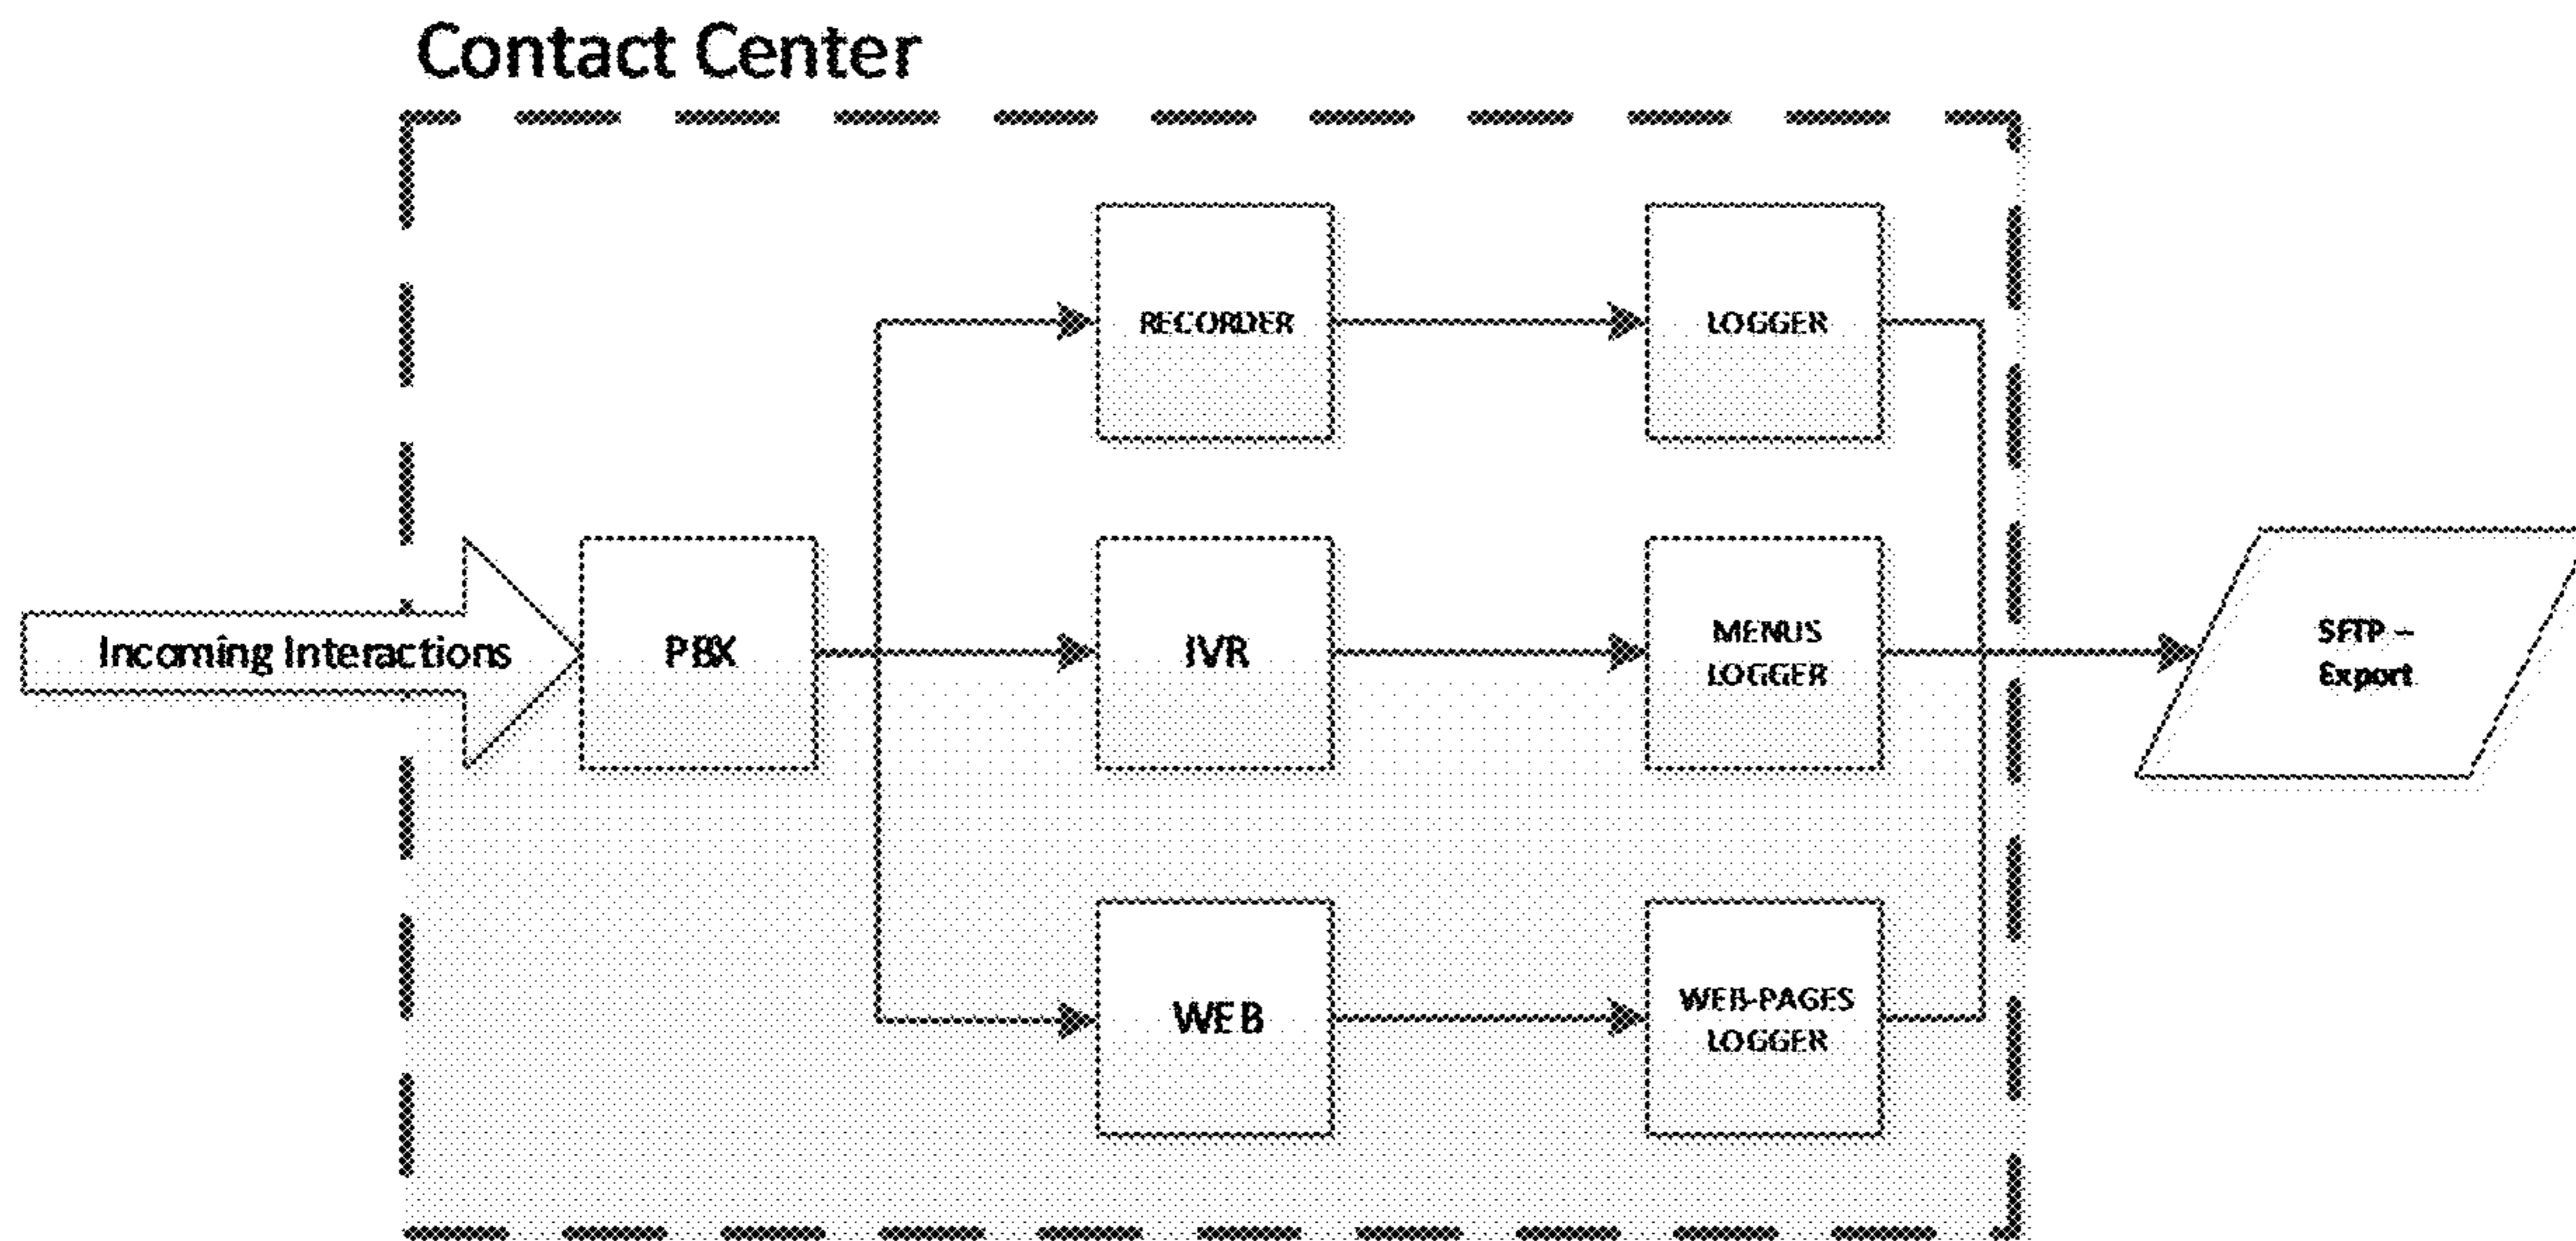 Contact Center
RECORDER
LOGGER
Incoming Interactions
PBX
IVR
MENUS
LOGGER
SFTP –
Export
WEB
WEB-PAGES
LOGGER